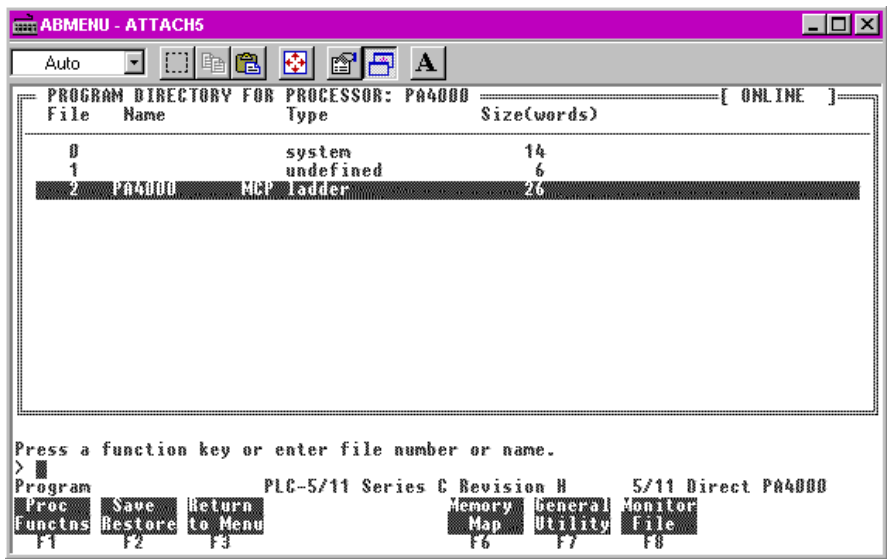 ABMENU - ATTACH5
Auto A
PROGRAM DIRECTORY FOR PROCESSOR: PA4000 [ ONLINE ]
File Name Type Size(words)
0 system 14
1 undefined 6
2 PA4000 MCP ladder 26
Press a function key or enter file number or name.
>
Program PLC-5/11 Series C Revision H 5/11 Direct PA4000
Proc Save Return Memory General Monitor
Functns Restore to Menu Map Utility File
F1 F2 F3 F6 F7 F8